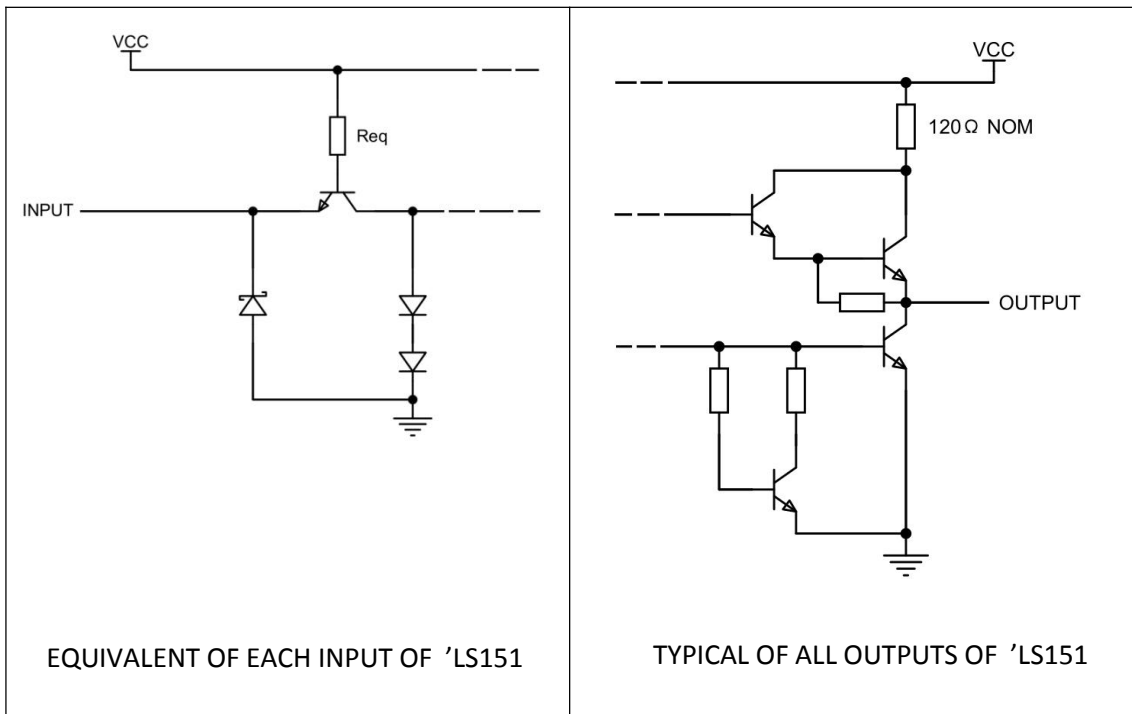 VCC
Req
INPUT
EQUIVALENT OF EACH INPUT OF ’LS151
VCC
120Ω NOM
OUTPUT
TYPICAL OF ALL OUTPUTS OF ’LS151